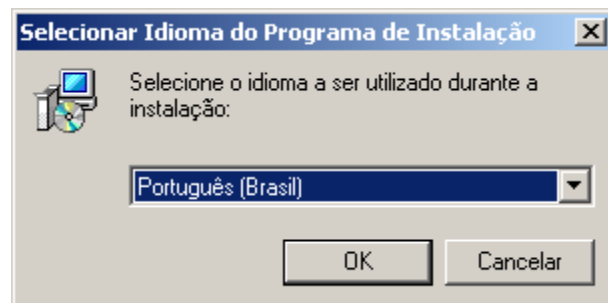 Selecionar Idioma do Programa de Instalação
Selecione o idioma a ser utilizado durante a
instalação:
Português (Brasil)
OK
Cancelar